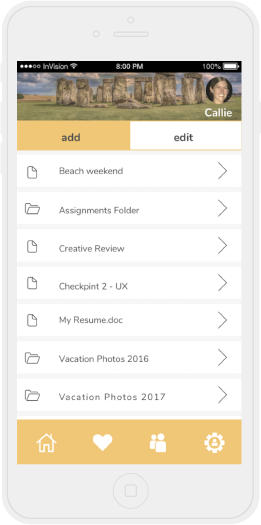 InVision 8:00 PM 100%
Callie
add edit
Beach weekend
Assignments Folder
Creative Review
Checkpint 2 - UX
My Resume.doc
Vacation Photos 2016
Vacation Photos 2017